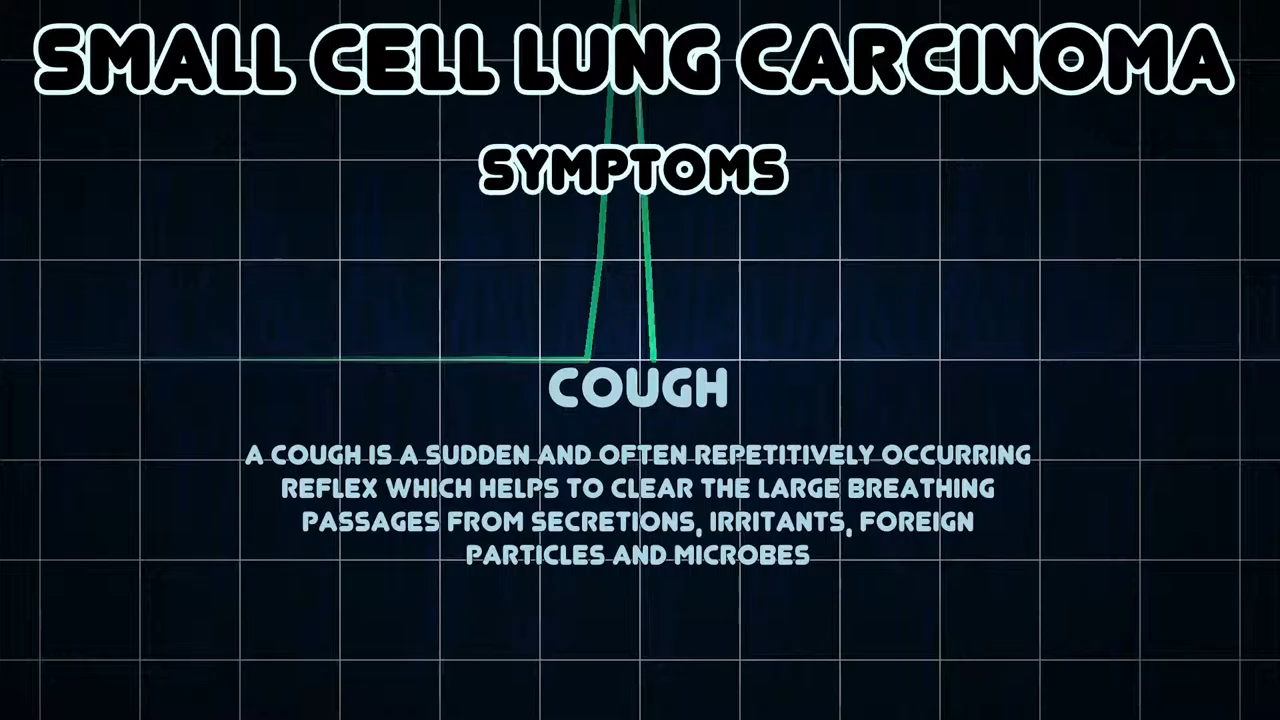 SMALL CELL LUNG CARCINOMA
SYMPTOMS
COUGH
A COUGH IS A SUDDEN AND OFTEN REPETITIVELY OCCURRING
REFLEX WHICH HELPS TO CLEAR THE LARGE BREATHING
PASSAGES FROM SECRETIONS, IRRITANTS, FOREIGN
PARTICLES AND MICROBES